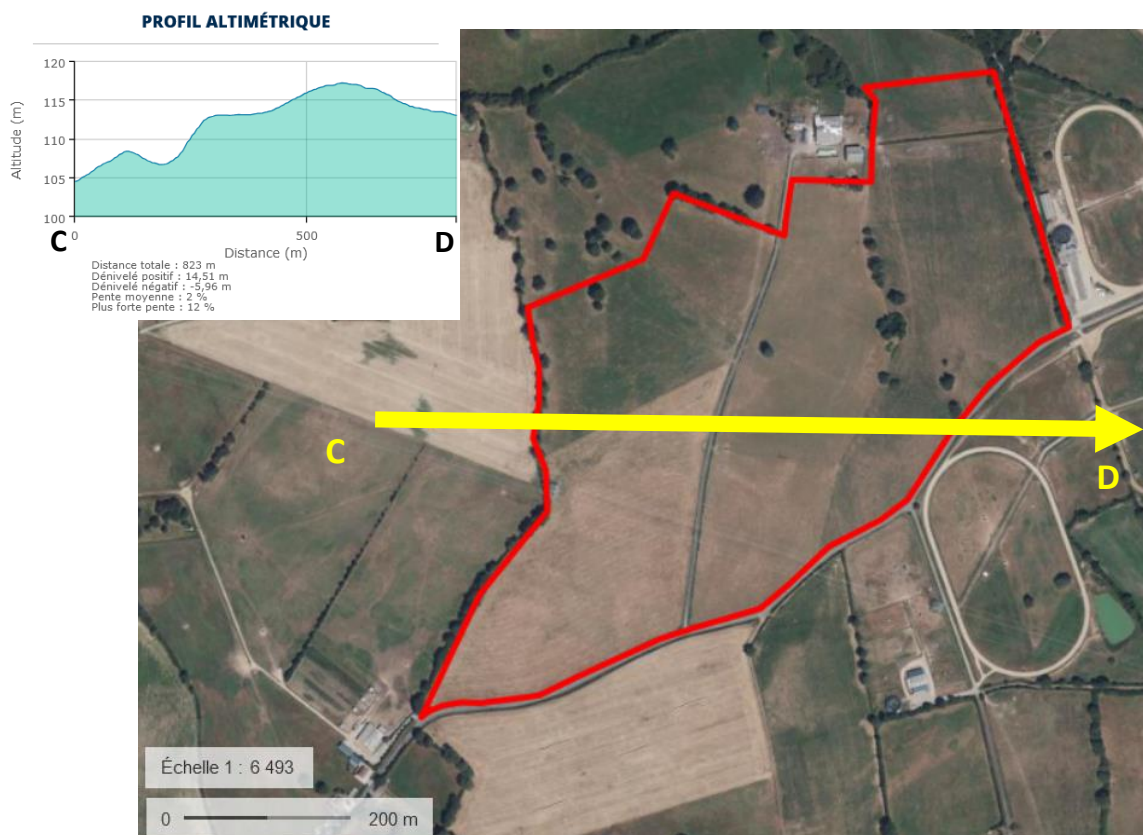 PROFIL ALTIMÉTRIQUE
120
115
110
105
100
Altitude (m)
0
500
C
D
Distance (m)
Distance totale : 823 m
Dénivelé positif : 14,51 m
Dénivelé négatif : -5,96 m
Pente moyenne : 2 %
Plus forte pente : 12 %
C
D
Échelle 1 : 6 493
0 200 m